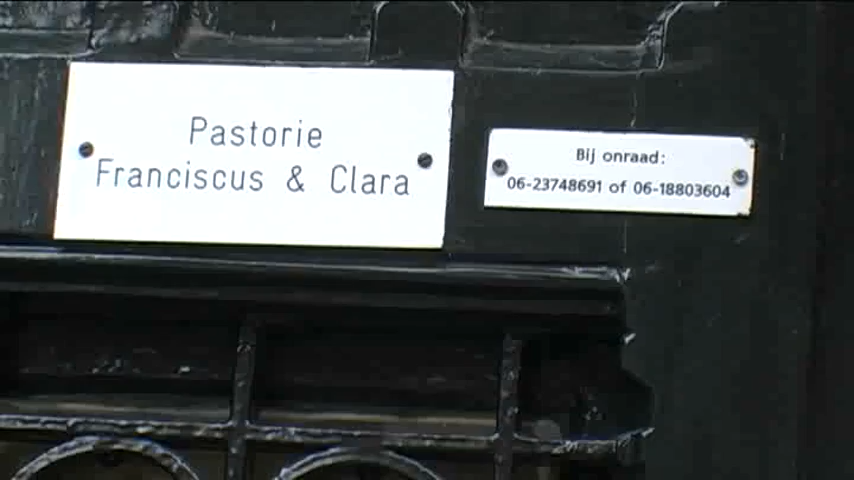 Pastorie
Franciscus & Clara
Bij onraad:
06-23748691 of 06-18803604